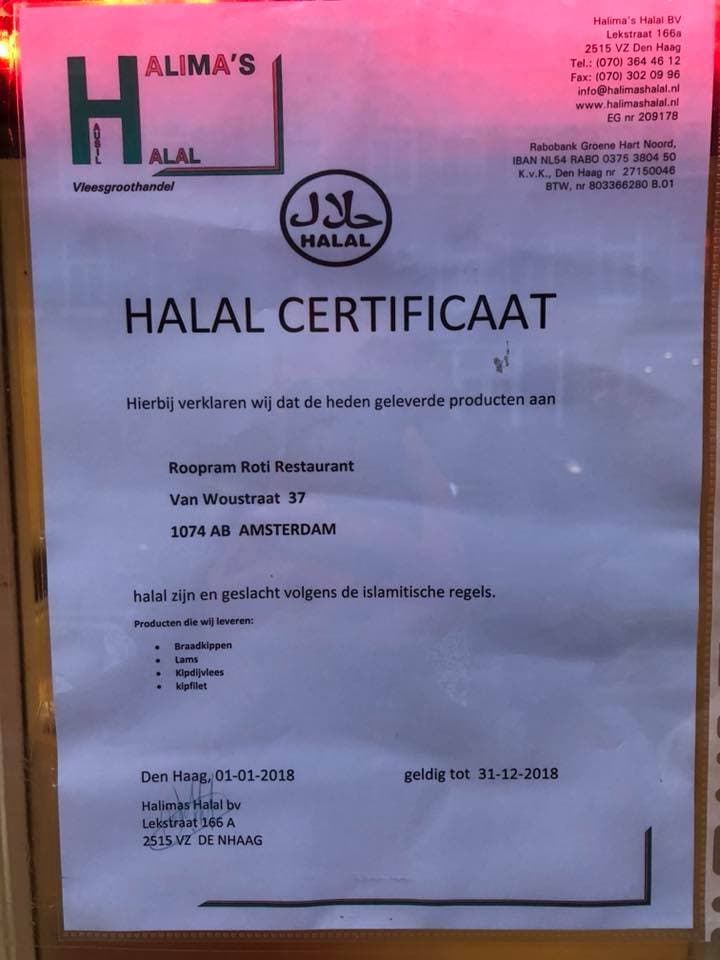 HALIMA'S
HAUSIL
HALAL
Vleesgroothandel
Halima's Halal BV
Lekstraat 166a
2515 VZ Den Haag
Tel.: (070) 364 46 12
Fax: (070) 302 09 96
info@halimashalal.nl
www.halimashalal.nl
EG nr 209178
Rabobank Groene Hart Noord,
IBAN NL54 RABO 0375 3804 50
K.v.K., Den Haag nr 27150046
BTW, nr 803366280 B.01
حلال
HALAL
HALAL CERTIFICAAT
Hierbij verklaren wij dat de heden geleverde producten aan
Roopram Roti Restaurant
Van Woustraat 37
1074 AB AMSTERDAM
halal zijn en geslacht volgens de islamitische regels.
Producten die wij leveren:
• Braadkippen
• Lams
• Kipdijvlees
• kipfilet
Den Haag, 01-01-2018 geldig tot 31-12-2018
Halimas Halal bv
Lekstraat 166 A
2515 VZ DE NHAAG